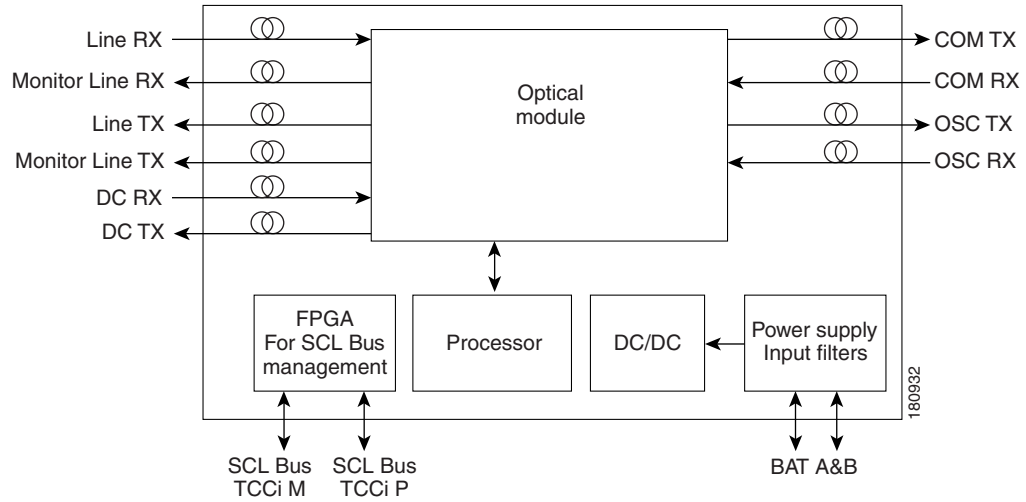 Line RX
Monitor Line RX
Line TX
Monitor Line TX
DC RX
DC TX
Optical
module
COM TX
COM RX
OSC TX
OSC RX
FPGA
For SCL Bus
management
Processor
DC/DC
Power supply
Input filters
180932
SCL Bus
TCCi M
SCL Bus
TCCi P
BAT A&B